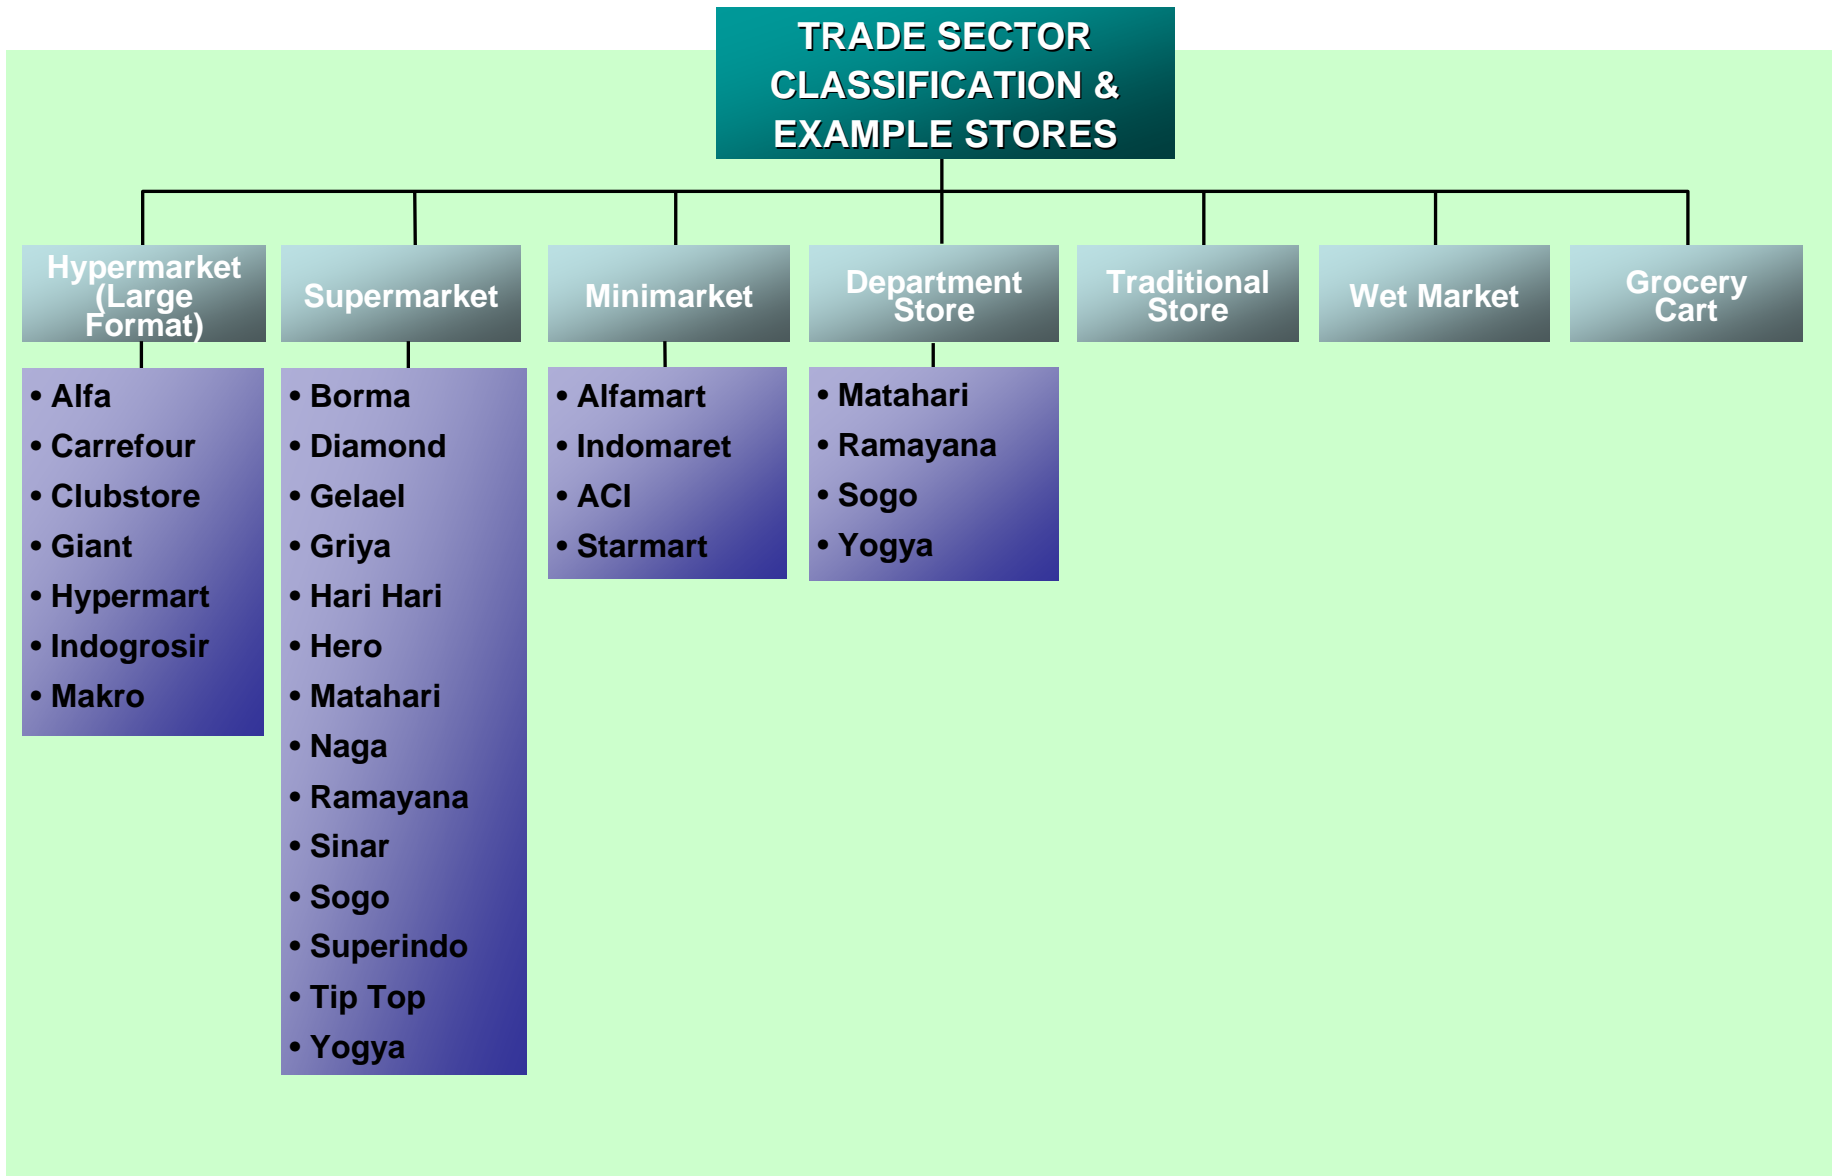 TRADE SECTOR
CLASSIFICATION &
EXAMPLE STORES
Hypermarket
(Large
Format)
Supermarket
Minimarket
Department
Store
Traditional
Store
Wet Market
Grocery
Cart
• Alfa
• Carrefour
• Clubstore
• Giant
• Hypermart
• Indogrosir
• Makro
• Borma
• Diamond
• Gelael
• Griya
• Hari Hari
• Hero
• Matahari
• Naga
• Ramayana
• Sinar
• Sogo
• Superindo
• Tip Top
• Yogya
• Alfamart
• Indomaret
• ACI
• Starmart
• Matahari
• Ramayana
• Sogo
• Yogya